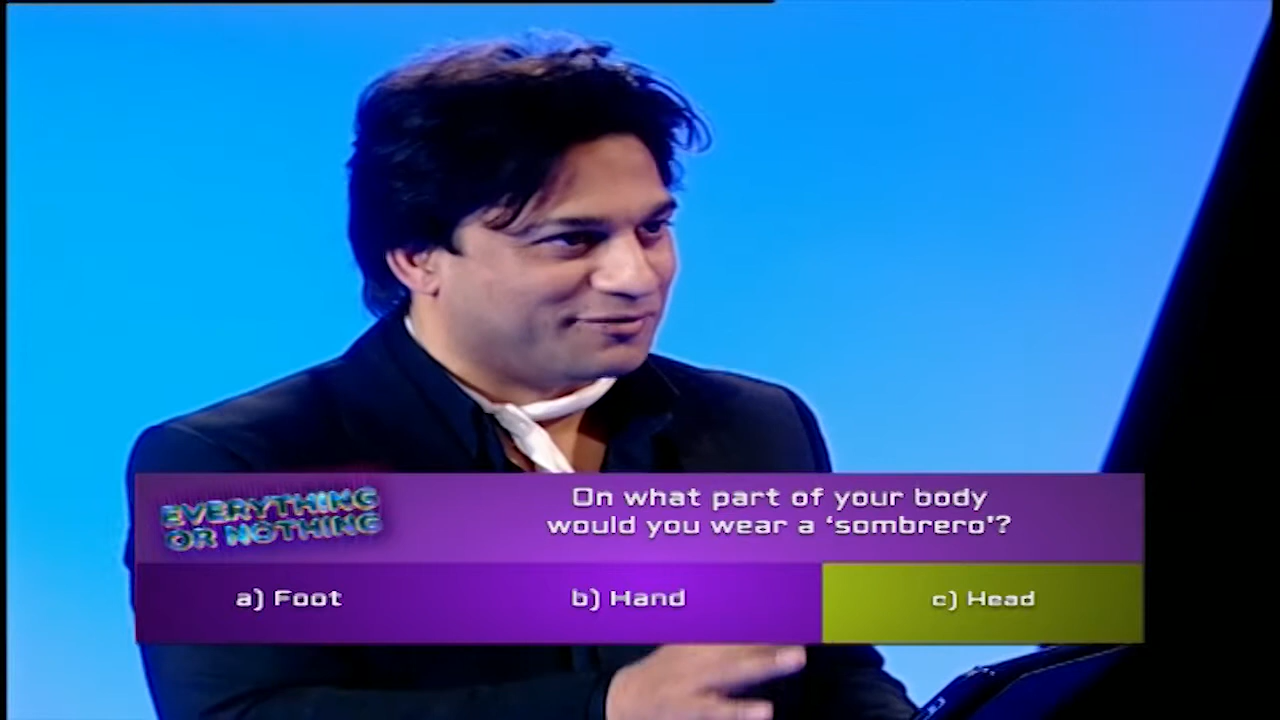 EVERYTHING
OR NOTHING
On what part of your body
would you wear a ‘sombrero’?
a) Foot
b) Hand
c) Head